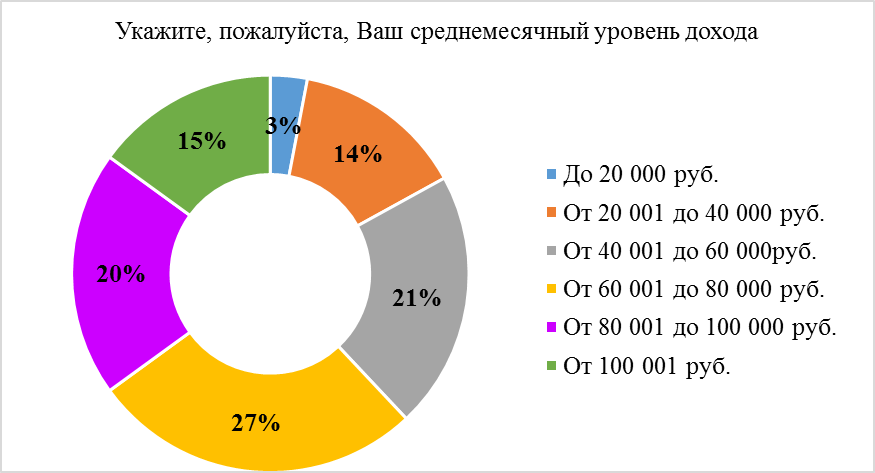 Укажите, пожалуйста, Ваш среднемесячный уровень дохода
3%
14%
21%
27%
20%
15%
До 20 000 руб.
От 20 001 до 40 000 руб.
От 40 001 до 60 000руб.
От 60 001 до 80 000 руб.
От 80 001 до 100 000 руб.
От 100 001 руб.